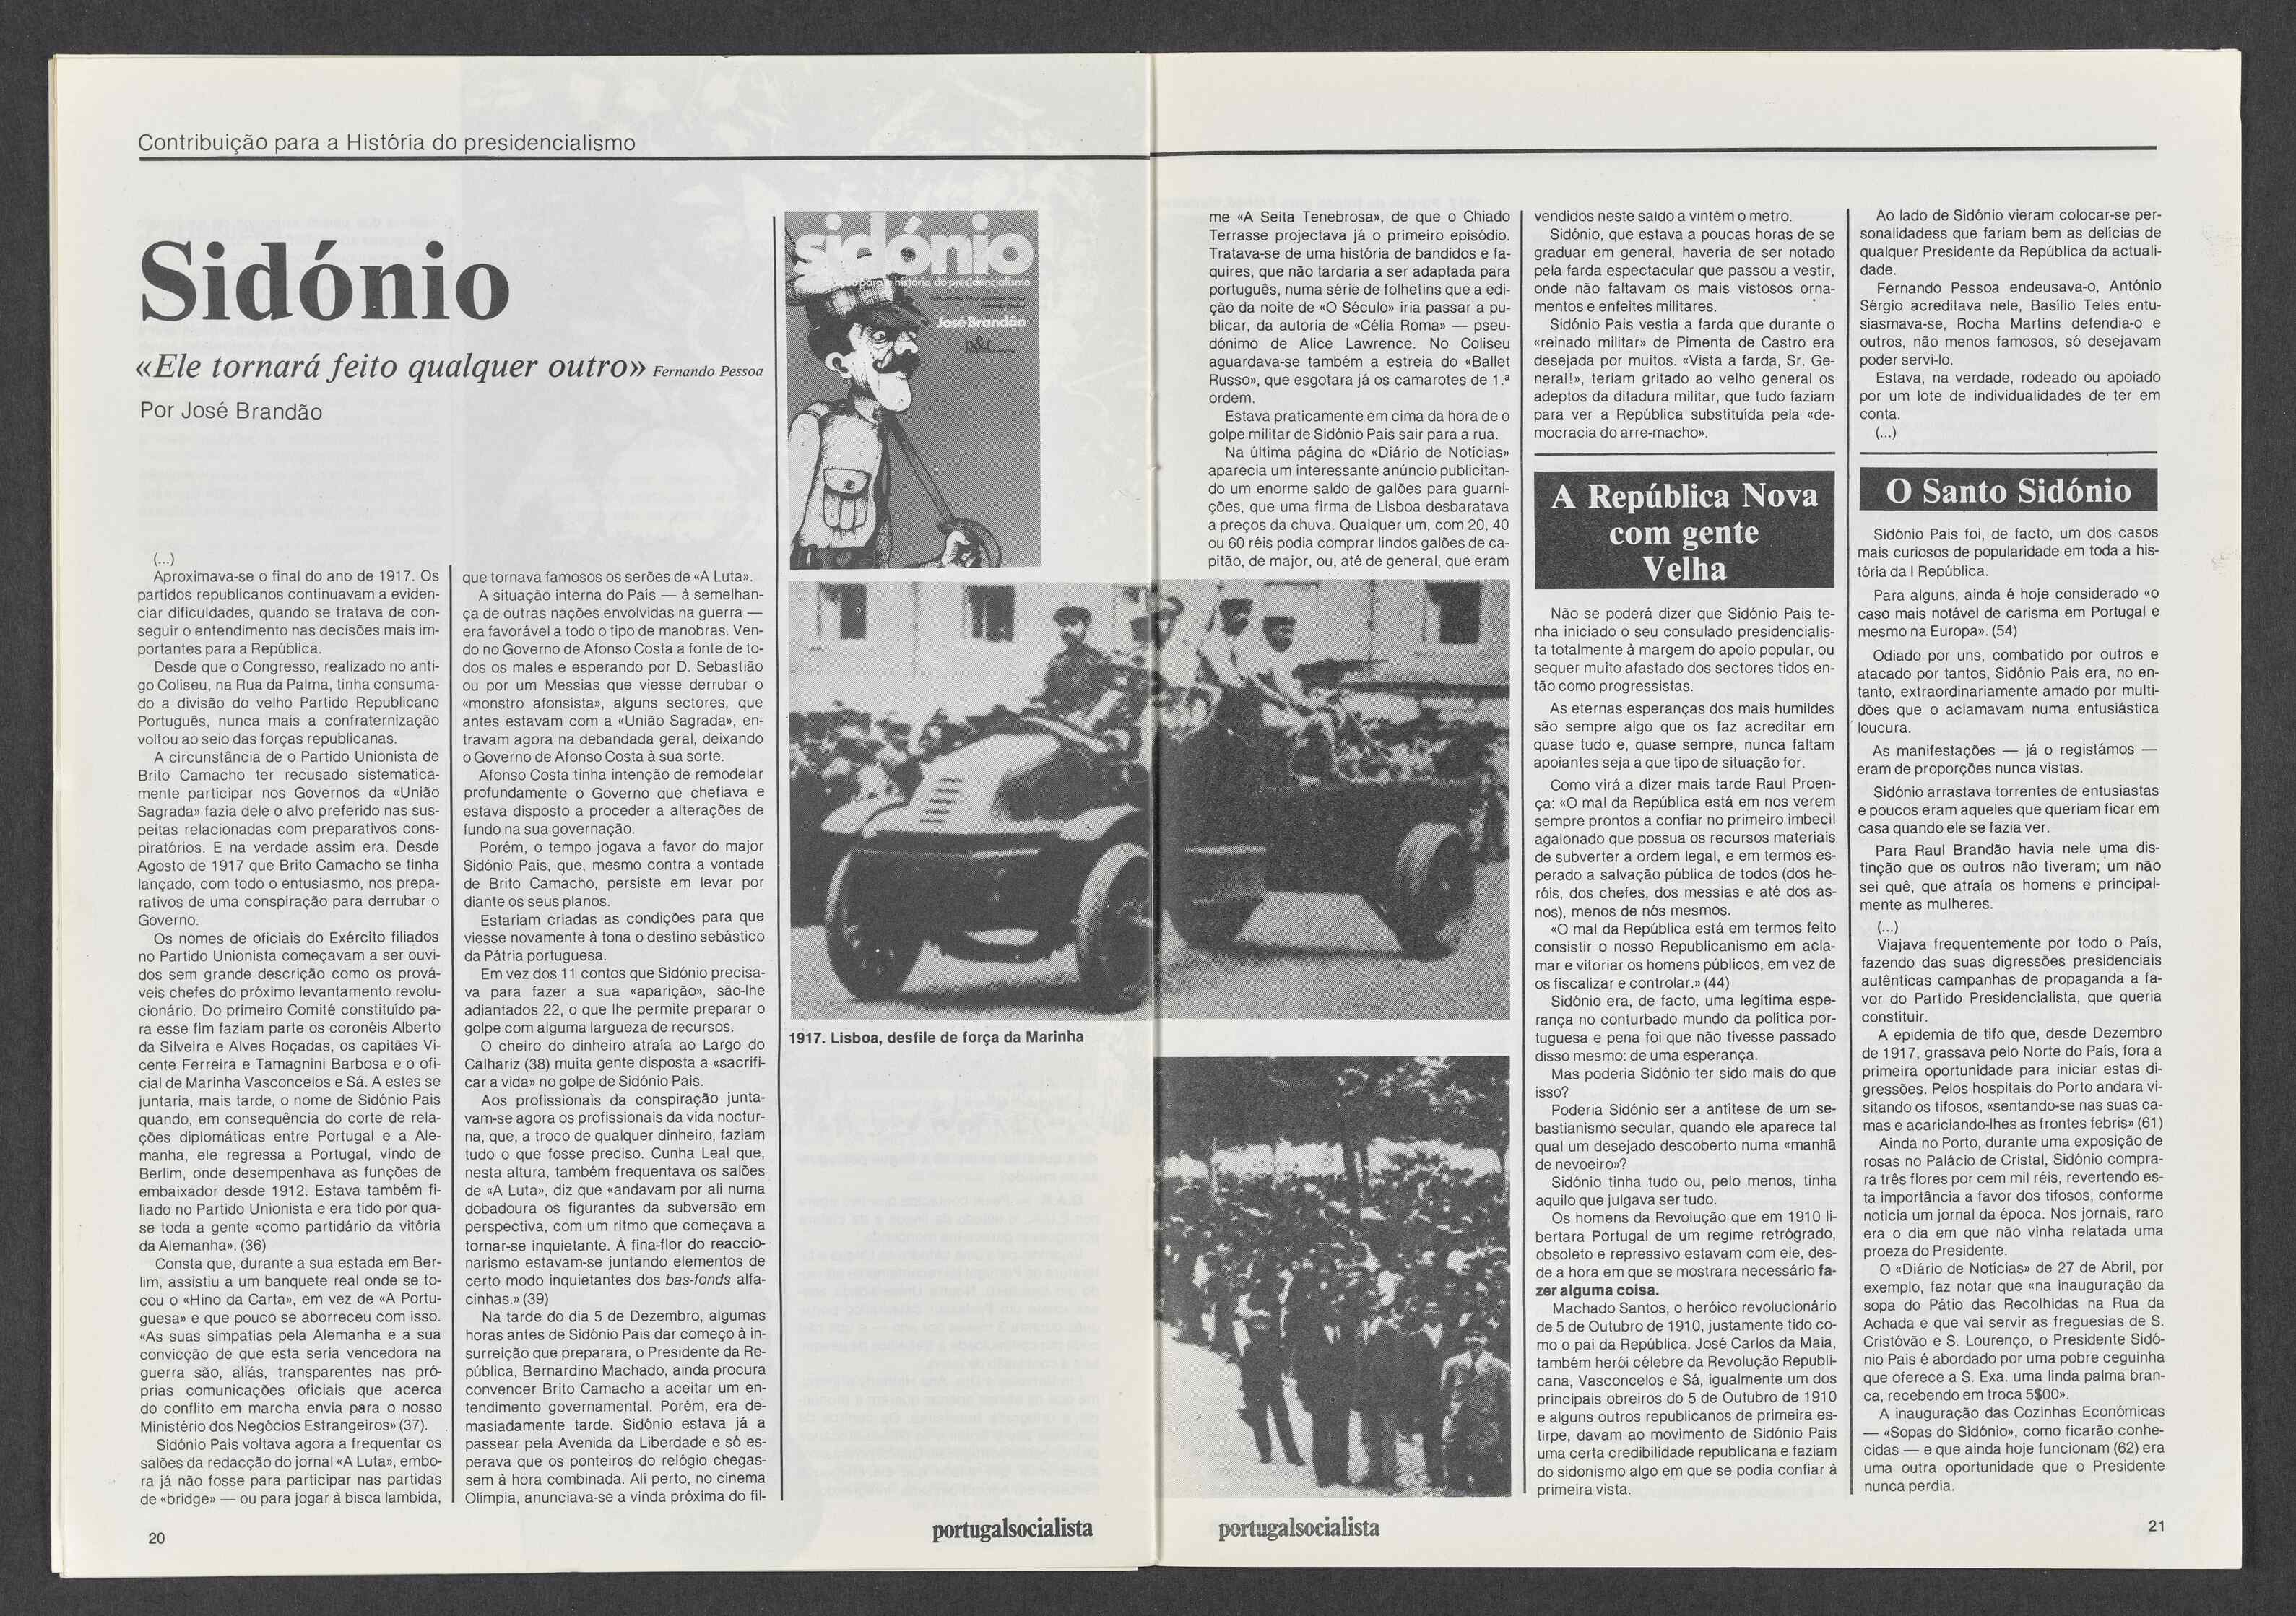 Contribuição para a História do presidencialismo
Sidónio
«Ele tornará feito qualquer outro» Fernando Pessoa
Por José Brandão
(...)
Aproximava-se o final do ano de 1917. Os
partidos republicanos continuavam a eviden-
ciar dificuldades, quando se tratava de con-
seguir o entendimento nas decisões mais im-
portantes para a República.
Desde que o Congresso, realizado no anti-
go Coliseu, na Rua da Palma, tinha consuma-
do a divisão do velho Partido Republicano
Português, nunca mais a confraternização
voltou ao seio das forças republicanas.
A circunstância de o Partido Unionista de
Brito Camacho ter recusado sistematica-
mente participar nos Governos da «União
Sagrada» fazia dele o alvo preferido nas sus-
peitas relacionadas com preparativos cons-
piratórios. E na verdade assim era. Desde
Agosto de 1917 que Brito Camacho se tinha
lançado, com todo o entusiasmo, nos prepa-
rativos de uma conspiração para derrubar o
Governo.
Os nomes de oficiais do Exército filiados
no Partido Unionista começavam a ser ouvi-
dos sem grande descrição como os prová-
veis chefes do próximo levantamento revolu-
cionário. Do primeiro Comité constituído pa-
ra esse fim faziam parte os coronéis Alberto
da Silveira e Alves Roçadas, os capitães Vi-
cente Ferreira e Tamagnini Barbosa e o ofi-
cial de Marinha Vasconcelos e Sá. A estes se
juntaria, mais tarde, o nome de Sidónio Pais
quando, em consequência do corte de rela-
ções diplomáticas entre Portugal e a Ale-
manha, ele regressa a Portugal, vindo de
Berlim, onde desempenhava as funções de
embaixador desde 1912. Estava também fi-
liado no Partido Unionista e era tido por qua-
se toda a gente «como partidário da vitória
da Alemanha». (36)
Consta que, durante a sua estada em Ber-
lim, assistiu a um banquete real onde se to-
cou o «Hino da Carta», em vez de «A Portu-
guesa» e que pouco se aborreceu com isso.
«As suas simpatias pela Alemanha e a sua
convicção de que esta seria vencedora na
guerra são, aliás, transparentes nas pró-
prias comunicações oficiais que acerca
do conflito em marcha envia para o nosso
Ministério dos Negócios Estrangeiros» (37).
Sidónio Pais voltava agora a frequentar os
salões da redacção do jornal «A Luta», embo-
ra já não fosse para participar nas partidas
de «bridge» — ou para jogar à bisca lambida,
que tornava famosos os serões de «A Luta».
A situação interna do País — à semelhan-
ça de outras nações envolvidas na guerra —
era favorável a todo o tipo de manobras. Ven-
do no Governo de Afonso Costa a fonte de to-
dos os males e esperando por D. Sebastião
ou por um Messias que viesse derrubar o
«monstro afonsista», alguns sectores, que
antes estavam com a «União Sagrada», en-
travam agora na debandada geral, deixando
o Governo de Afonso Costa à sua sorte.
Afonso Costa tinha intenção de remodelar
profundamente o Governo que chefiava e
estava disposto a proceder a alterações de
fundo na sua governação.
Porém, o tempo jogava a favor do major
Sidónio Pais, que, mesmo contra a vontade
de Brito Camacho, persiste em levar por
diante os seus planos.
Estariam criadas as condições para que
viesse novamente à tona o destino sebástico
da Pátria portuguesa.
Em vez dos 11 contos que Sidónio precisa-
va para fazer a sua «aparição», são-lhe
adiantados 22, o que lhe permite preparar o
golpe com alguma largueza de recursos.
O cheiro do dinheiro atraía ao Largo do
Calhariz (38) muita gente disposta a «sacrifi-
car a vida» no golpe de Sidónio Pais.
Aos profissionais da conspiração junta-
vam-se agora os profissionais da vida noctur-
na, que, a troco de qualquer dinheiro, faziam
tudo o que fosse preciso. Cunha Leal que,
nesta altura, também frequentava os salões
de «A Luta», diz que «andavam por ali numa
dobadoura os figurantes da subversão em
perspectiva, com um ritmo que começava a
tornar-se inquietante. À fina-flor do reaccio-
narismo estavam-se juntando elementos de
certo modo inquietantes dos bas-fonds alfa-
cinhas.» (39)
Na tarde do dia 5 de Dezembro, algumas
horas antes de Sidónio Pais dar começo à in-
surreição que preparara, o Presidente da Re-
pública, Bernardino Machado, ainda procura
convencer Brito Camacho a aceitar um en-
tendimento governamental. Porém, era de-
masiadamente tarde. Sidónio estava já a
passear pela Avenida da Liberdade e só es-
perava que os ponteiros do relógio chegas-
sem à hora combinada. Ali perto, no cinema
Olímpia, anunciava-se a vinda próxima do fil-
sidónio
história do presidencialismo
José Brandão
p&r
1917. Lisboa, desfile de força da Marinha
20
portugalsocialista
me «A Seita Tenebrosa», de que o Chiado
Terrasse projectava já o primeiro episódio.
Tratava-se de uma história de bandidos e fa-
quires, que não tardaria a ser adaptada para
português, numa série de folhetins que a edi-
ção da noite de «O Século» iria passar a pu-
blicar, da autoria de «Célia Roma» — pseu-
dónimo de Alice Lawrence. No Coliseu
aguardava-se também a estreia do «Ballet
Russo», que esgotara já os camarotes de 1.ª
ordem.
Estava praticamente em cima da hora de o
golpe militar de Sidónio Pais sair para a rua.
Na última página do «Diário de Notícias»
aparecia um interessante anúncio publicitan-
do um enorme saldo de galões para guarni-
ções, que uma firma de Lisboa desbaratava
a preços da chuva. Qualquer um, com 20, 40
ou 60 réis podia comprar lindos galões de ca-
pitão, de major, ou, até de general, que eram
vendidos neste saldo a vintém o metro.
Sidónio, que estava a poucas horas de se
graduar em general, haveria de ser notado
pela farda espectacular que passou a vestir,
onde não faltavam os mais vistosos orna-
mentos e enfeites militares.
Sidónio Pais vestia a farda que durante o
«reinado militar» de Pimenta de Castro era
desejada por muitos. «Vista a farda, Sr. Ge-
neral!», teriam gritado ao velho general os
adeptos da ditadura militar, que tudo faziam
para ver a República substituída pela «de-
mocracia do arre-macho».
A República Nova
com gente
Velha
Não se poderá dizer que Sidónio Pais te-
nha iniciado o seu consulado presidencialis-
ta totalmente à margem do apoio popular, ou
sequer muito afastado dos sectores tidos en-
tão como progressistas.
As eternas esperanças dos mais humildes
são sempre algo que os faz acreditar em
quase tudo e, quase sempre, nunca faltam
apoiantes seja a que tipo de situação for.
Como virá a dizer mais tarde Raul Proen-
ça: «O mal da República está em nos verem
sempre prontos a confiar no primeiro imbecil
agalonado que possua os recursos materiais
de subverter a ordem legal, e em termos es-
perado a salvação pública de todos (dos he-
róis, dos chefes, dos messias e até dos as-
nos), menos de nós mesmos.
«O mal da República está em termos feito
consistir o nosso Republicanismo em acla-
mar e vitoriar os homens públicos, em vez de
os fiscalizar e controlar.» (44)
Sidónio era, de facto, uma legítima espe-
rança no conturbado mundo da política por-
tuguesa e pena foi que não tivesse passado
disso mesmo: de uma esperança.
Mas poderia Sidónio ter sido mais do que
isso?
Poderia Sidónio ser a antítese de um se-
bastianismo secular, quando ele aparece tal
qual um desejado descoberto numa «manhã
de nevoeiro»?
Sidónio tinha tudo ou, pelo menos, tinha
aquilo que julgava ser tudo.
Os homens da Revolução que em 1910 li-
bertara Portugal de um regime retrógrado,
obsoleto e repressivo estavam com ele, des-
de a hora em que se mostrara necessário fa-
zer alguma coisa.
Machado Santos, o heróico revolucionário
de 5 de Outubro de 1910, justamente tido co-
mo o pai da República. José Carlos da Maia,
também herói célebre da Revolução Republi-
cana, Vasconcelos e Sá, igualmente um dos
principais obreiros do 5 de Outubro de 1910
e alguns outros republicanos de primeira es-
tirpe, davam ao movimento de Sidónio Pais
uma certa credibilidade republicana e faziam
do sidonismo algo em que se podia confiar à
primeira vista.
Ao lado de Sidónio vieram colocar-se per-
sonalidadess que fariam bem as delícias de
qualquer Presidente da República da actuali-
dade.
Fernando Pessoa endeusava-o, António
Sérgio acreditava nele, Basílio Teles entu-
siasmava-se, Rocha Martins defendia-o e
outros, não menos famosos, só desejavam
poder servi-lo.
Estava, na verdade, rodeado ou apoiado
por um lote de individualidades de ter em
conta.
(...)
O Santo Sidónio
Sidónio Pais foi, de facto, um dos casos
mais curiosos de popularidade em toda a his-
tória da I República.
Para alguns, ainda é hoje considerado «o
caso mais notável de carisma em Portugal e
mesmo na Europa». (54)
Odiado por uns, combatido por outros e
atacado por tantos, Sidónio Pais era, no en-
tanto, extraordinariamente amado por multi-
dões que o aclamavam numa entusiástica
loucura.
As manifestações — já o registámos —
eram de proporções nunca vistas.
Sidónio arrastava torrentes de entusiastas
e poucos eram aqueles que queriam ficar em
casa quando ele se fazia ver.
Para Raul Brandão havia nele uma dis-
tinção que os outros não tiveram; um não
sei quê, que atraía os homens e principal-
mente as mulheres.
(...)
Viajava frequentemente por todo o País,
fazendo das suas digressões presidenciais
autênticas campanhas de propaganda a fa-
vor do Partido Presidencialista, que queria
constituir.
A epidemia de tifo que, desde Dezembro
de 1917, grassava pelo Norte do País, fora a
primeira oportunidade para iniciar estas di-
gressões. Pelos hospitais do Porto andara vi-
sitando os tifosos, «sentando-se nas suas ca-
mas e acariciando-lhes as frontes febris» (61)
Ainda no Porto, durante uma exposição de
rosas no Palácio de Cristal, Sidónio compra-
ra três flores por cem mil réis, revertendo es-
ta importância a favor dos tifosos, conforme
noticia um jornal da época. Nos jornais, raro
era o dia em que não vinha relatada uma
proeza do Presidente.
O «Diário de Notícias» de 27 de Abril, por
exemplo, faz notar que «na inauguração da
sopa do Pátio das Recolhidas na Rua da
Achada e que vai servir as freguesias de S.
Cristóvão e S. Lourenço, o Presidente Sidó-
nio Pais é abordado por uma pobre ceguinha
que oferece a S. Exa. uma linda palma bran-
ca, recebendo em troca 5$00».
A inauguração das Cozinhas Económicas
— «Sopas do Sidónio», como ficarão conhe-
cidas — e que ainda hoje funcionam (62) era
uma outra oportunidade que o Presidente
nunca perdia.
portugalsocialista
21